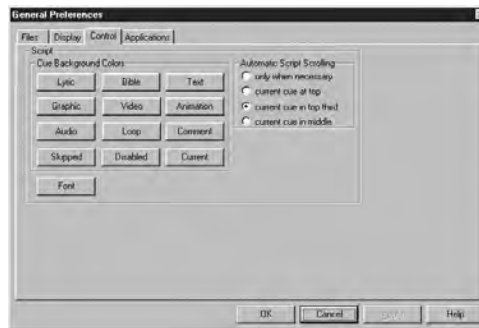 General Preferences
Files Display Control Applications
Script
Cue Background Colors
Lyric Bible Text
Graphic Video Animation
Audio Loop Comment
Skipped Disabled Current
Font
Automatic Script Scrolling
only when necessary
current cue at top
current cue in top third
current cue in middle
OK Cancel Help